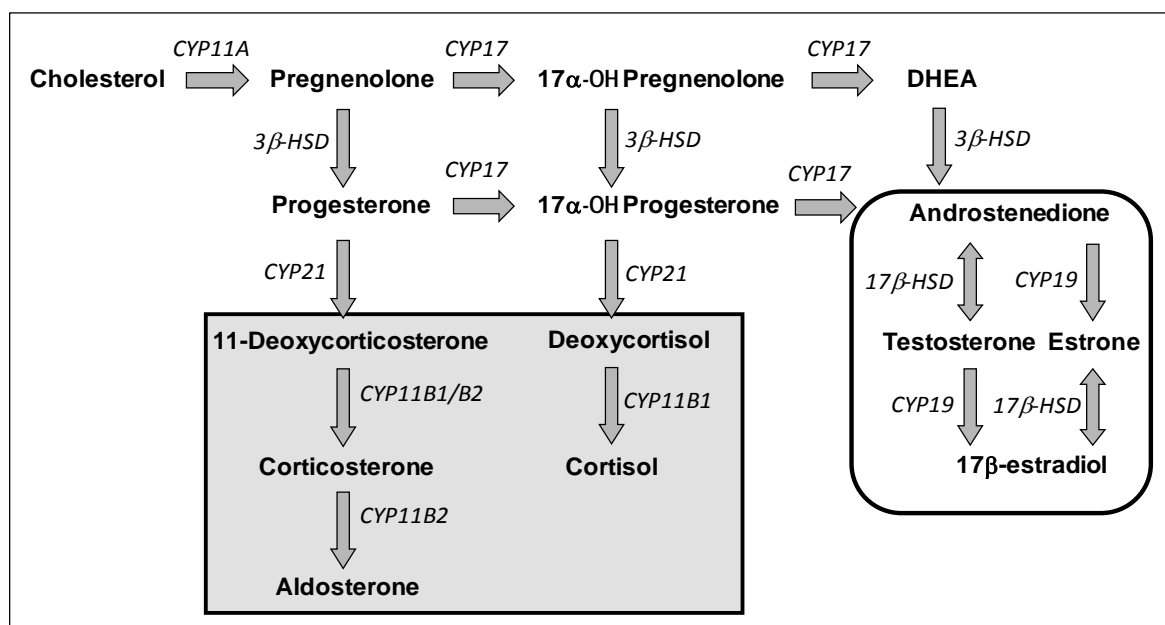 CYP11A CYP17 CYP17
Cholesterol Pregnenolone 17α-OH Pregnenolone DHEA
3β-HSD 3β-HSD 3β-HSD
CYP17 CYP17
Progesterone 17α-OH Progesterone Androstenedione
CYP21 CYP21 17β-HSD CYP19
11-Deoxycorticosterone Deoxycortisol Testosterone Estrone
CYP11B1/B2 CYP11B1 CYP19 17β-HSD
Corticosterone Cortisol 17β-estradiol
CYP11B2
Aldosterone